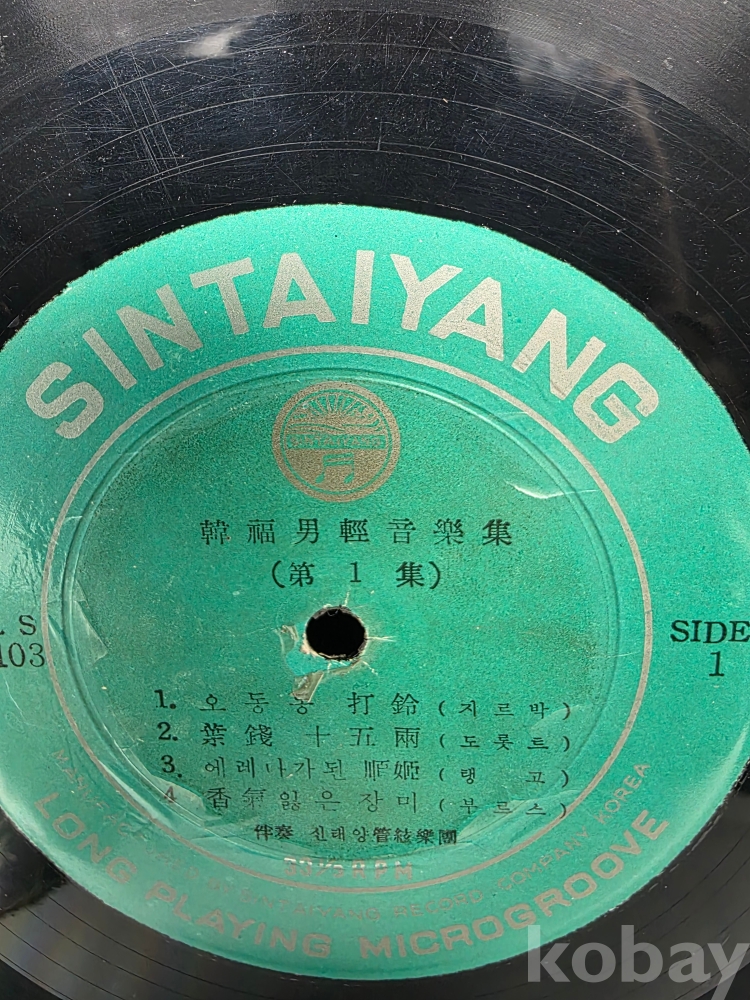 SINTAIYANG
韓福男輕音樂集
(第 1 集)
L S
103
SIDE
1
1. 오동동 打鈴 (지르박)
2. 葉錢 十五兩 (도롯트)
3. 에레나가된 順姬 (탱고)
4 香氣잃은 장미 (부르스)
伴奏 신태양管絃樂團
33⅓ RPM
SINTAIYANG RECORD COMPANY KOREA
LONG PLAYING MICROGROOVE
kobay